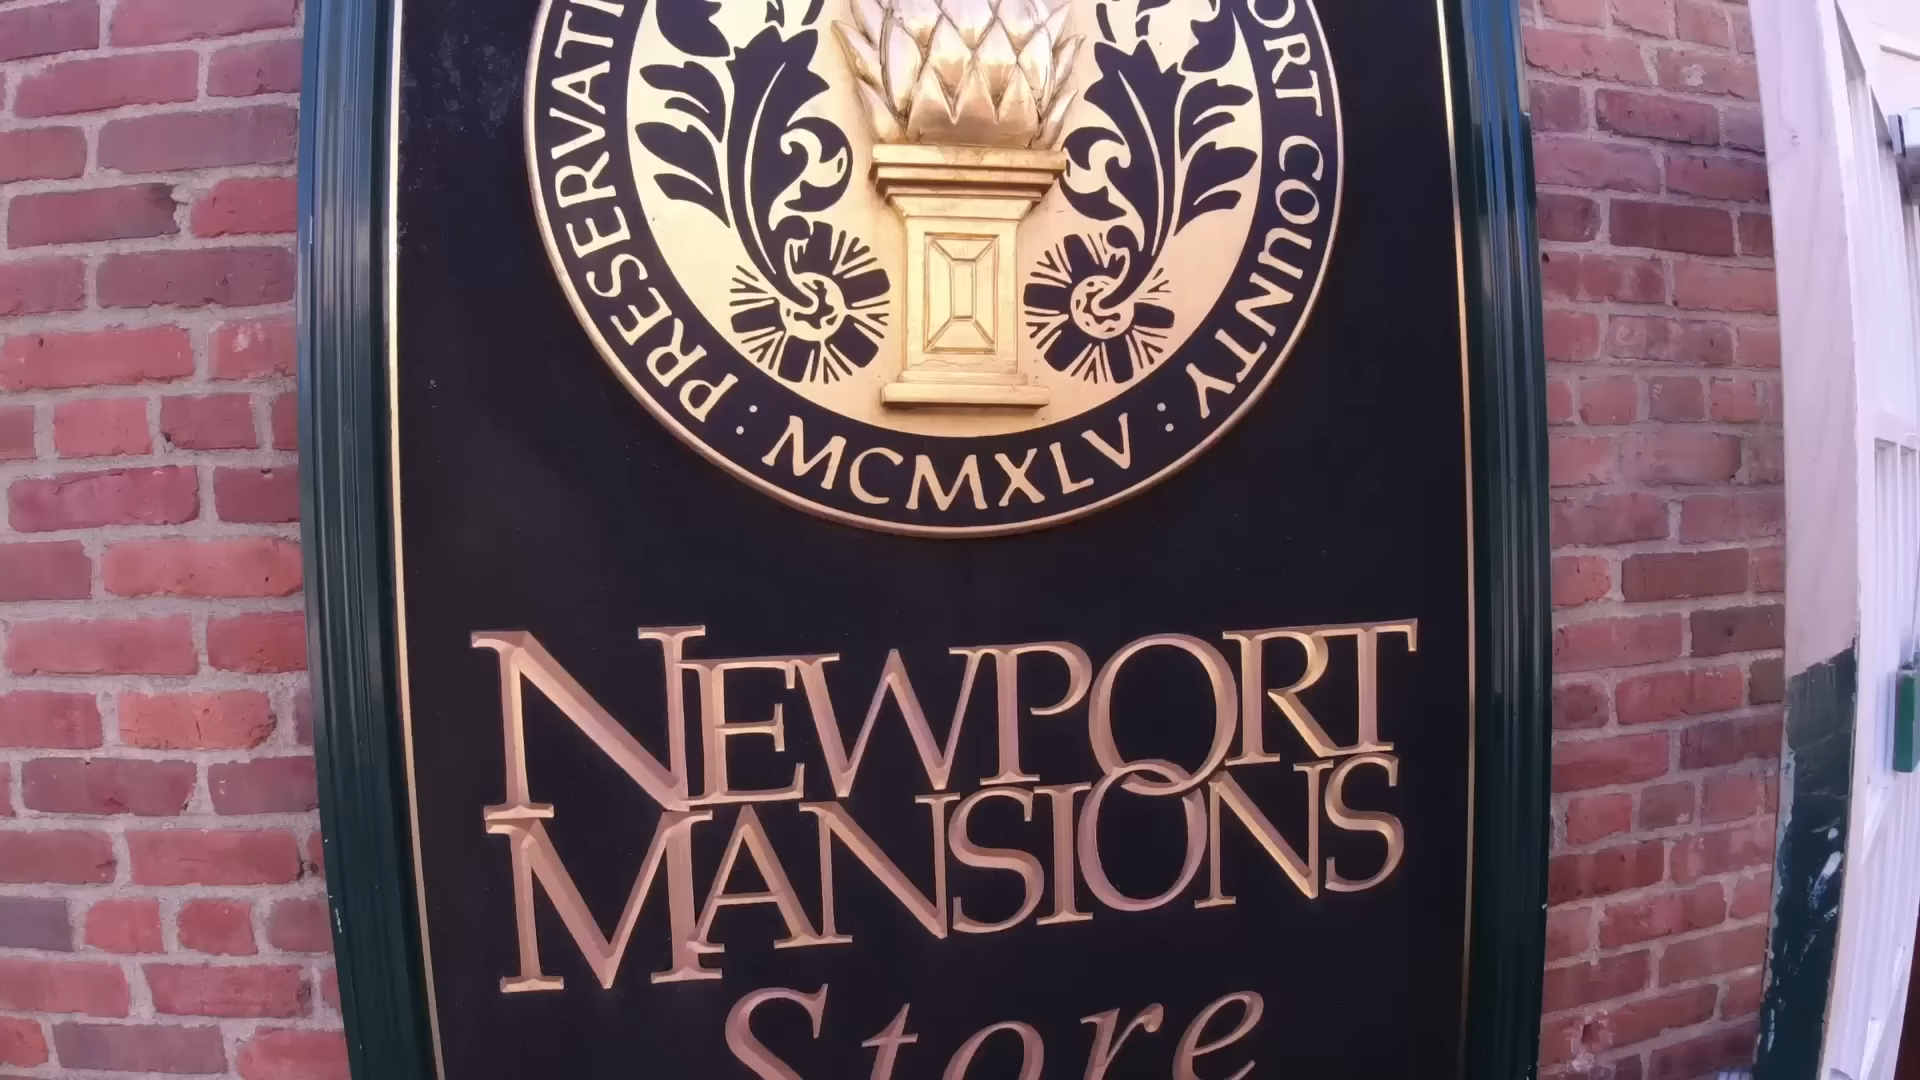 PRESERVATI
ORT COUNTY
: MCMXLV :
NEWPORT
MANSIONS
Store